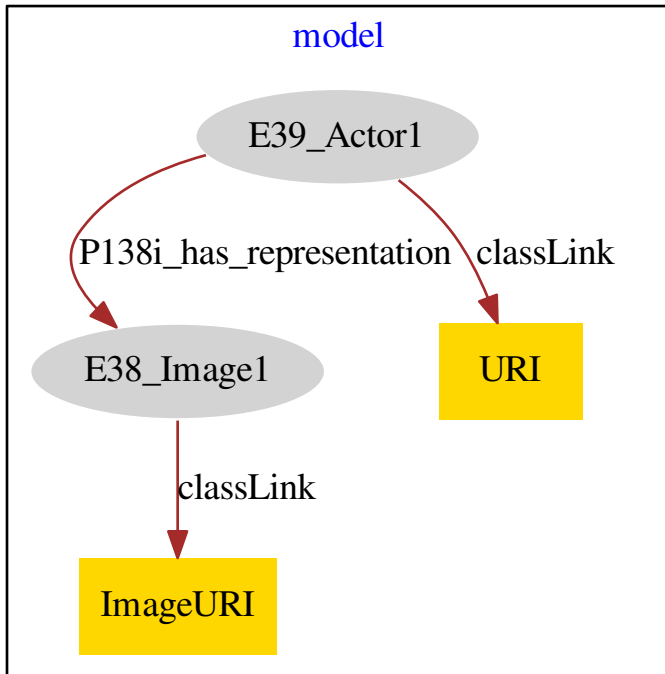 model
E39_Actor1
P138i_has_representation
classLink
E38_Image1
URI
classLink
ImageURI